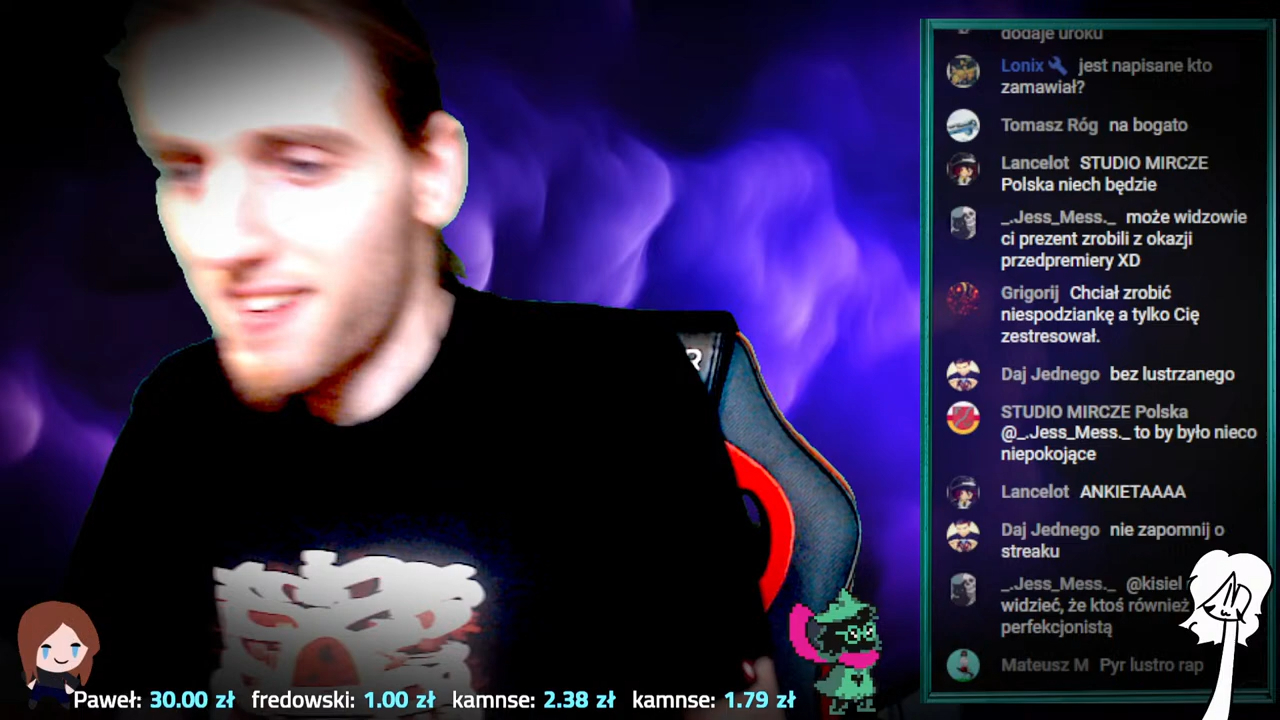 dodaje uroku
Lonix jest napisane kto
zamawiał?
Tomasz Róg na bogato
Lancelot STUDIO MIRCZE
Polska niech będzie
_.Jess_Mess._ może widzowie
ci prezent zrobili z okazji
przedpremiery XD
Grigorij Chciał zrobić
niespodziankę a tylko Cię
zestresował.
Daj Jednego bez lustrzanego
STUDIO MIRCZE Polska
@_.Jess_Mess._ to by było nieco
niepokojące
Lancelot ANKIETAAAA
Daj Jednego nie zapomnij o
streaku
_.Jess_Mess._ @kisiel
widzieć, że ktoś również
perfekcjonistą
Mateusz M Pyr lustro rap
R
Paweł: 30.00 zł fredowski: 1.00 zł kamnse: 2.38 zł kamnse: 1.79 zł